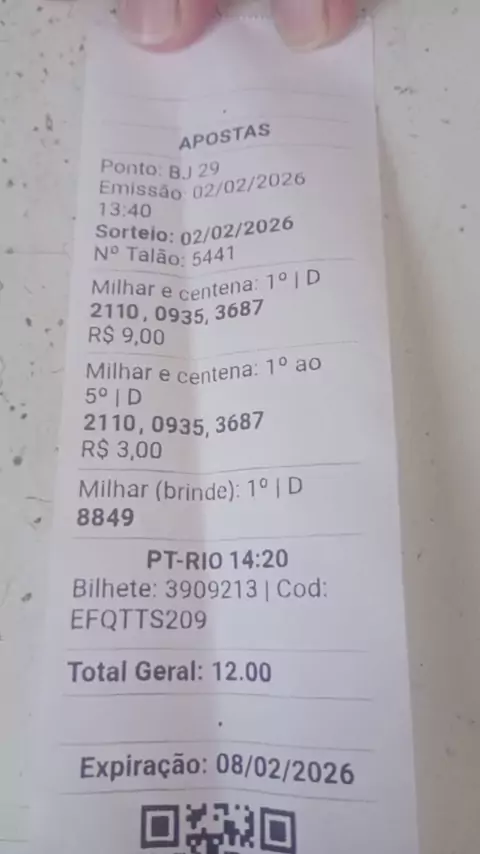 APOSTAS
Ponto: BJ 29
Emissão: 02/02/2026
13:40
Sorteio: 02/02/2026
Nº Talão: 5441
Milhar e centena: 1º | D
2110, 0935, 3687
R$ 9,00
Milhar e centena: 1º ao
5º | D
2110, 0935, 3687
R$ 3,00
Milhar (brinde): 1º | D
8849
PT-RIO 14:20
Bilhete: 3909213 | Cod:
EFQTTS209
Total Geral: 12.00
Expiração: 08/02/2026